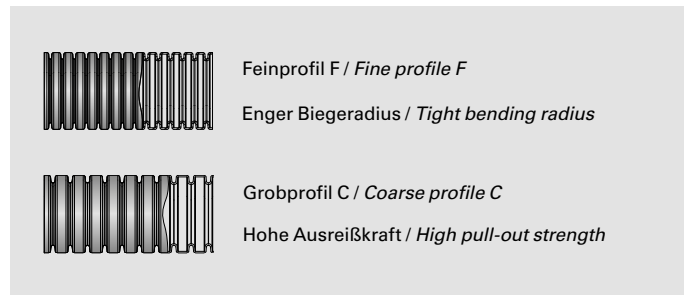 Feinprofil F / Fine profile F
Enger Biegeradius / Tight bending radius
Grobprofil C / Coarse profile C
Hohe Ausreißkraft / High pull-out strength